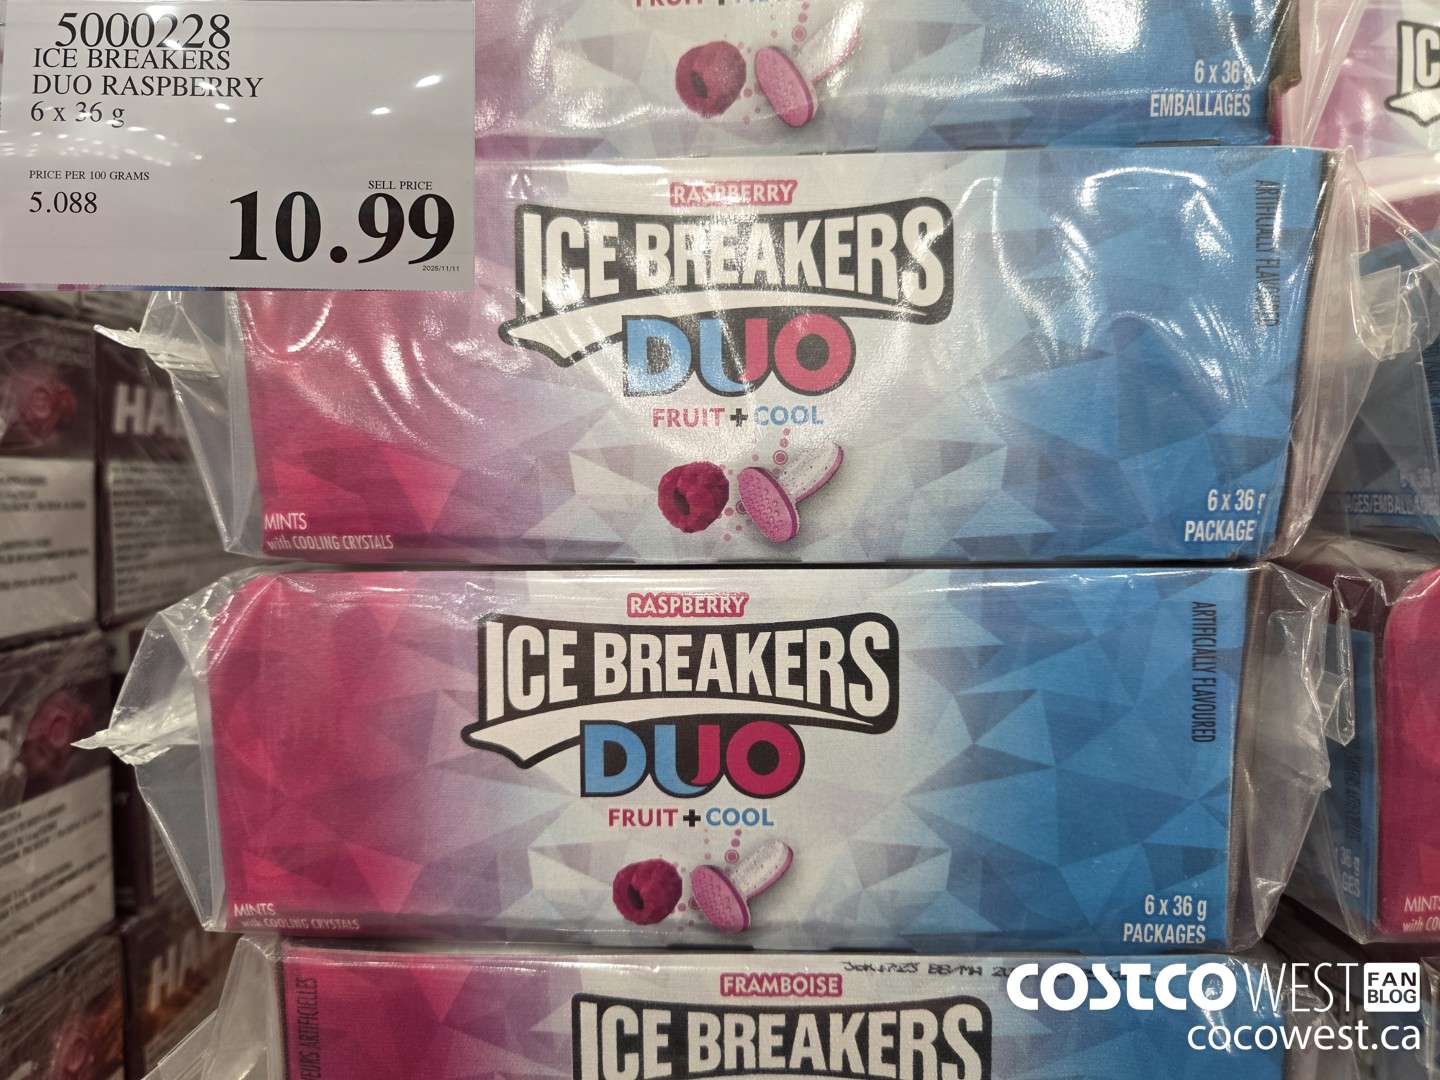 5000228
ICE BREAKERS
DUO RASPBERRY
6 x 36 g
PRICE PER 100 GRAMS
5.088
SELL PRICE
10.99
2025/11/11
6 x 36 g
EMBALLAGES
RASPBERRY
ICE BREAKERS
DUO
FRUIT + COOL
MINTS
with COOLING CRYSTALS
ARTIFICIALLY FLAVOURED
6 x 36 g
PACKAGE
RASPBERRY
ICE BREAKERS
DUO
FRUIT + COOL
MINTS
with COOLING CRYSTALS
ARTIFICIALLY FLAVOURED
6 x 36 g
PACKAGES
MINTS
FRAMBOISE
ICE BREAKERS
COSTCO WEST FAN BLOG
cocowest.ca